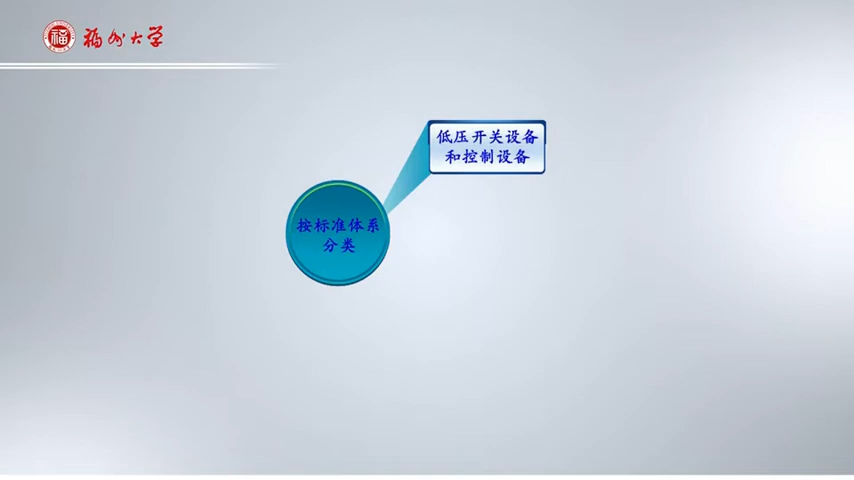 福
福州大学
低压开关设备
和控制设备
按标准体系
分类